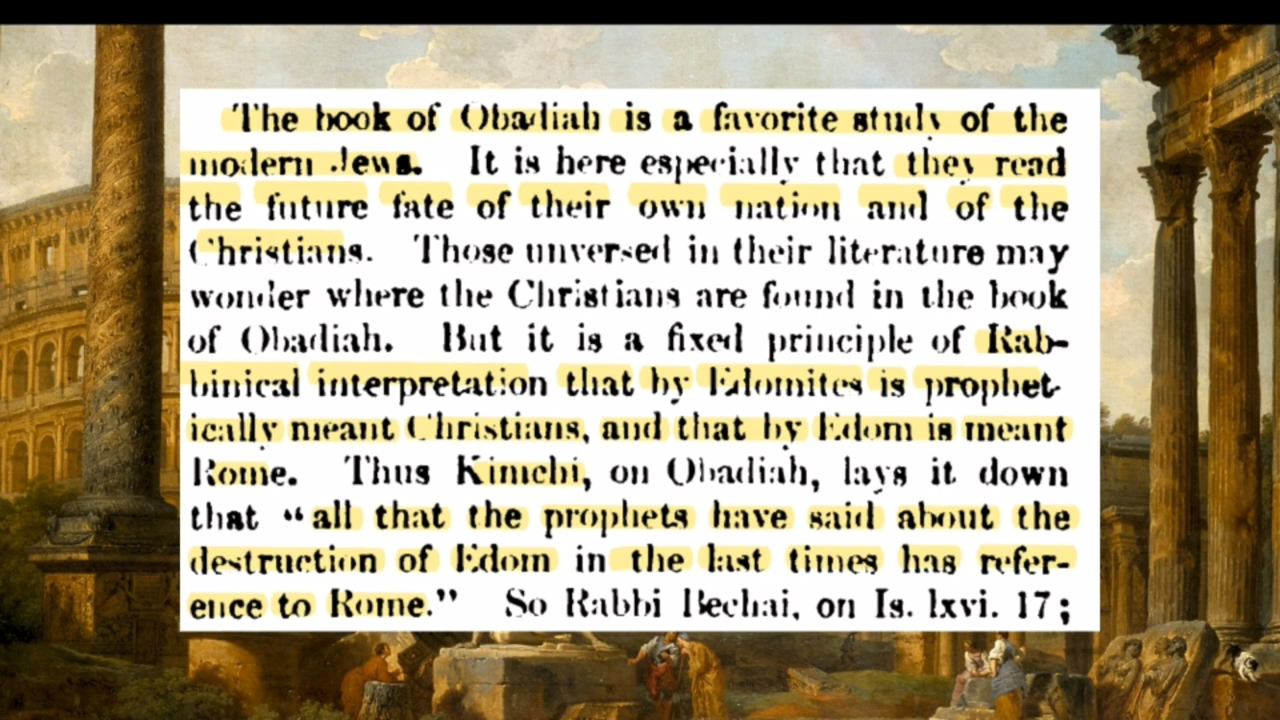 The book of Obadiah is a favorite study of the
modern Jews. It is here especially that they read
the future fate of their own nation and of the
Christians. Those unversed in their literature may
wonder where the Christians are found in the book
of Obadiah. But it is a fixed principle of Rab-
binical interpretation that by Edomites is prophet-
ically meant Christians, and that by Edom is meant
Rome. Thus Kimchi, on Obadiah, lays it down
that “all that the prophets have said about the
destruction of Edom in the last times has refer-
ence to Rome.” So Rabbi Bechai, on Is. lxvi. 17;